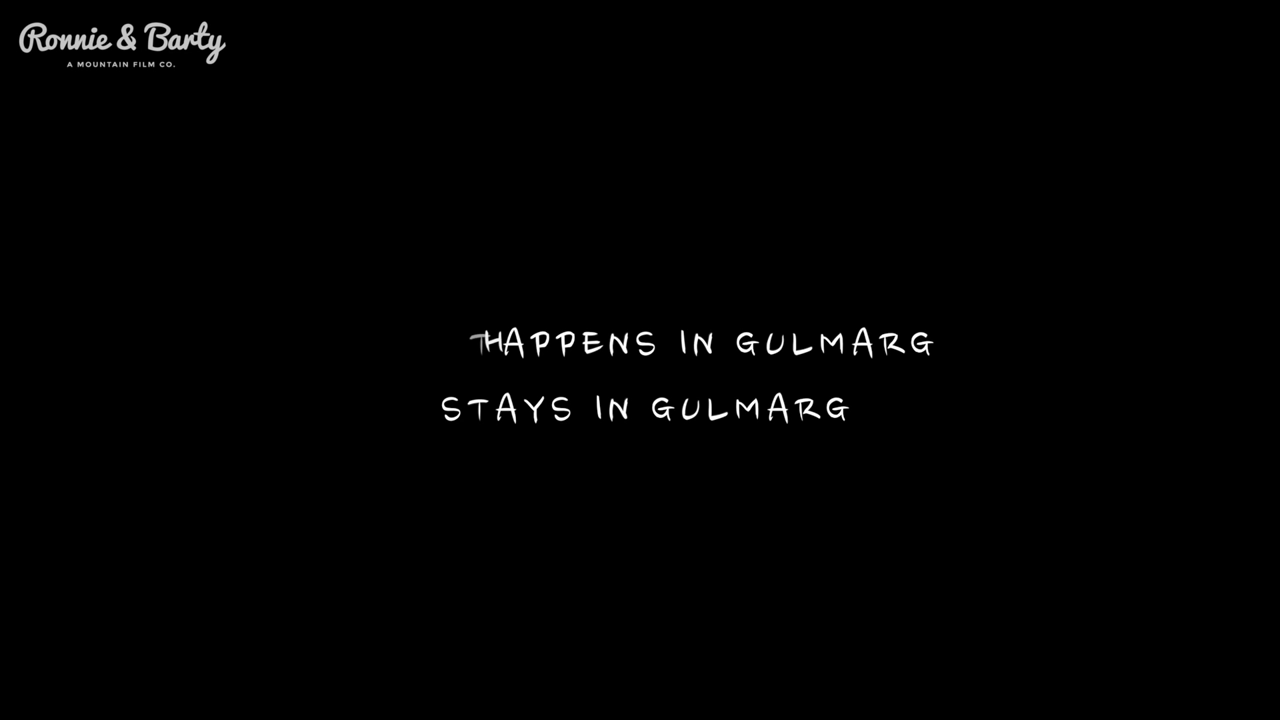 Ronnie & Barty
A MOUNTAIN FILM CO.
HAPPENS IN GULMARG
STAYS IN GULMARG